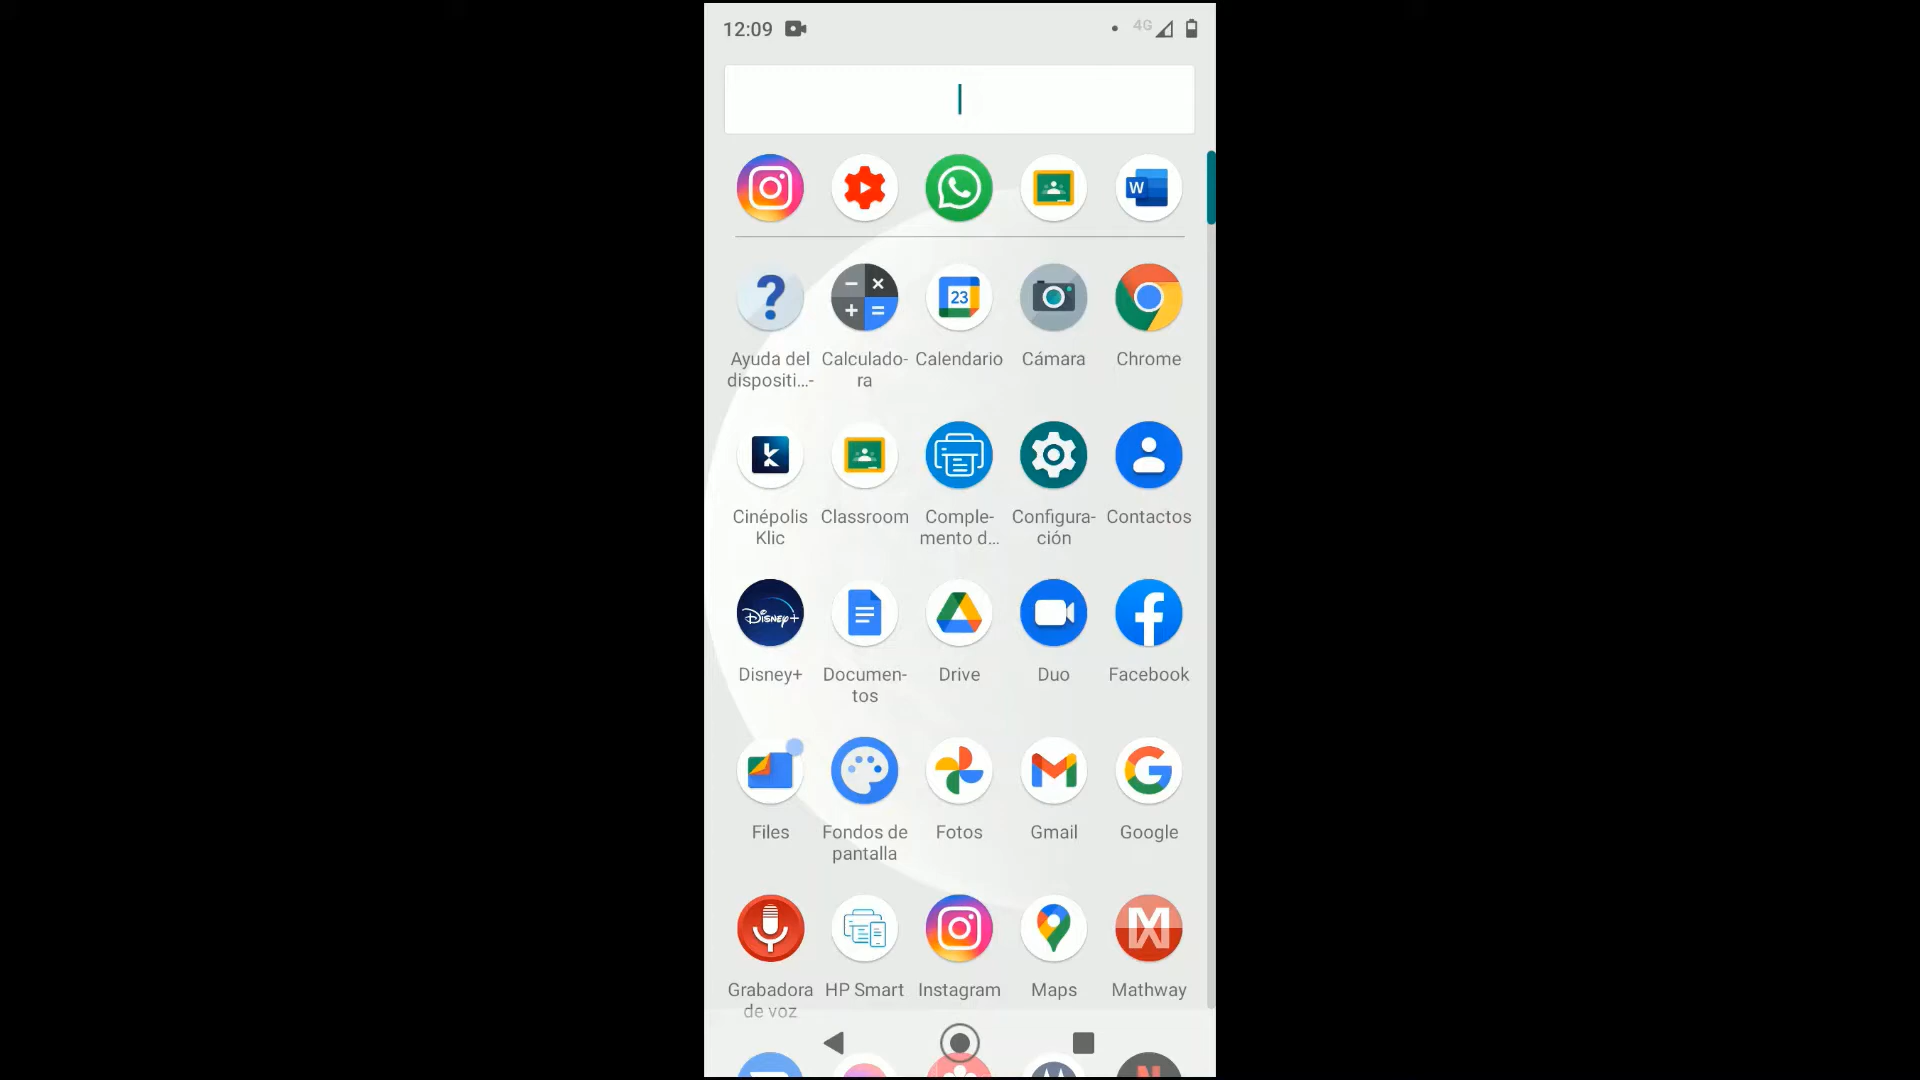 12:09 4G
W
23
Ayuda del Calculado- Calendario Cámara Chrome
dispositi...- ra
Cinépolis Classroom Comple- Configura- Contactos
Klic mento d... ción
Disney+
Disney+ Documen- Drive Duo Facebook
tos
Files Fondos de Fotos Gmail Google
pantalla
Grabadora HP Smart Instagram Maps Mathway
de voz